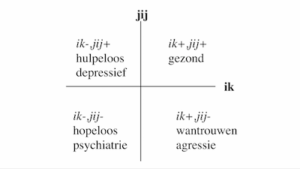 jij
ik-,jij+
hulpeloos
depressief
ik+,jij+
gezond
ik
ik-,jij-
hopeloos
psychiatrie
ik+,jij-
wantrouwen
agressie